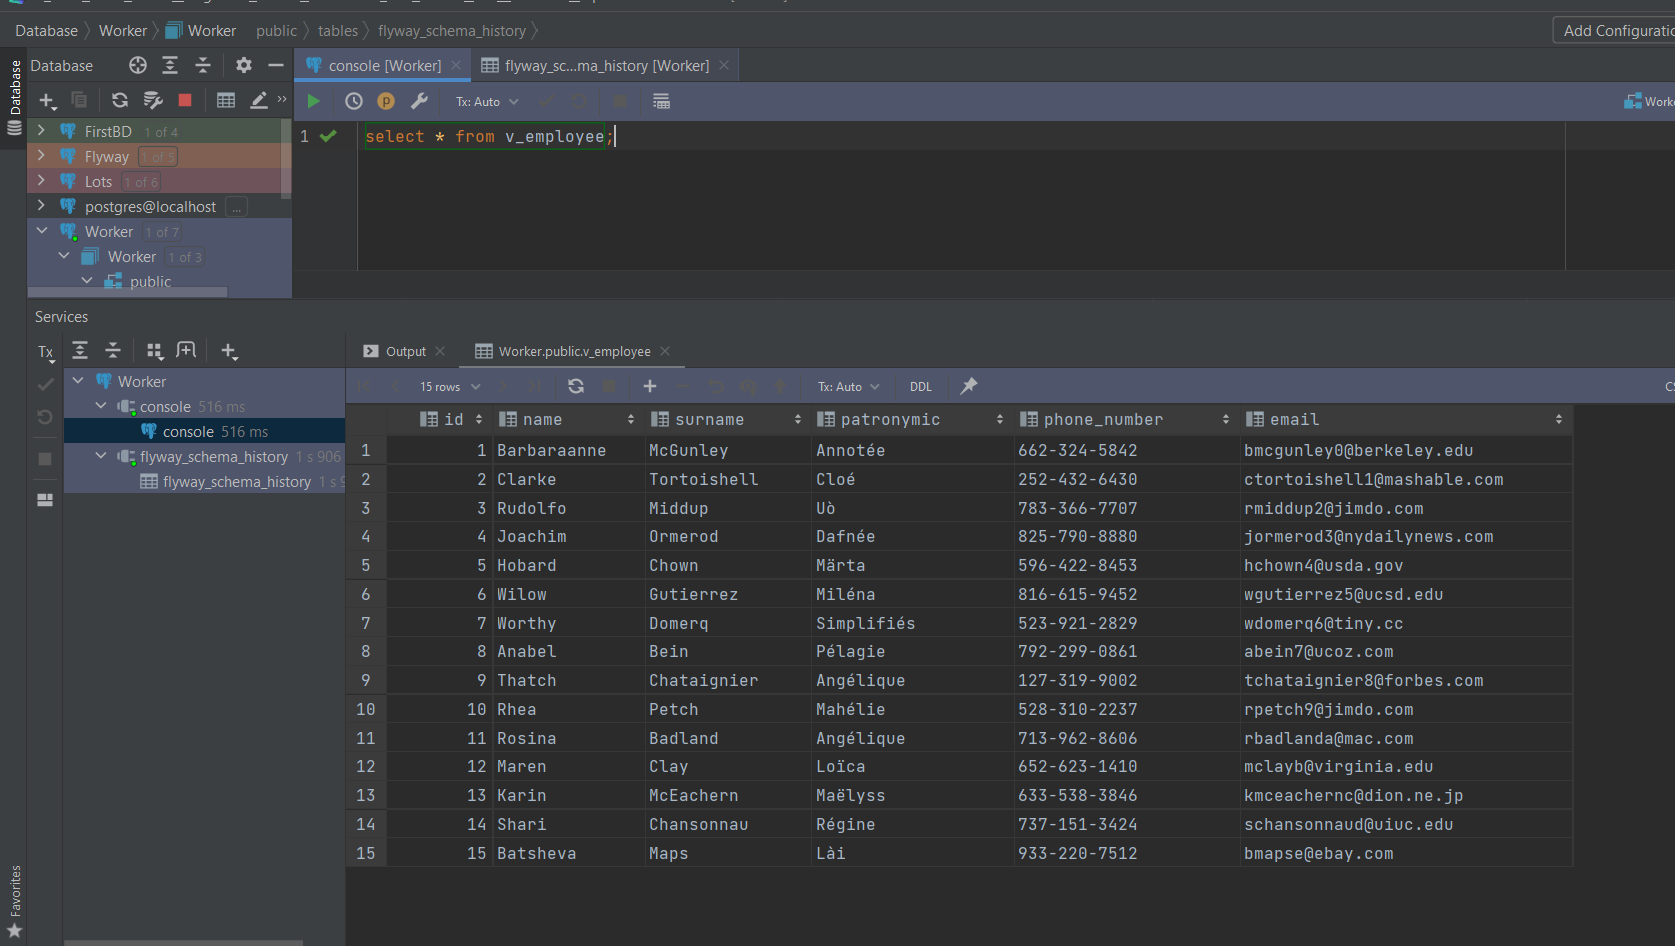 Database Worker Worker public tables flyway_schema_history
Add Configuratio
Database
Database
console [Worker]
flyway_sc...ma_history [Worker]
Tx: Auto
Worke
FirstBD 1 of 4
Flyway 1 of 5
Lots 1 of 6
postgres@localhost ...
Worker 1 of 7
Worker 1 of 3
public
1 select * from v_employee;
Services
Tx
Worker
console 516 ms
console 516 ms
flyway_schema_history 1 s 906
flyway_schema_history 1 s 9
Output
Worker.public.v_employee
15 rows
Tx: Auto
DDL
CS
id name surname patronymic phone_number email
1 1 Barbaraanne McGunley Annotée 662-324-5842 bmcgunley0@berkeley.edu
2 2 Clarke Tortoishell Cloé 252-432-6430 ctortoishell1@mashable.com
3 3 Rudolfo Middup Uò 783-366-7707 rmiddup2@jimdo.com
4 4 Joachim Ormerod Dafnée 825-790-8880 jormerod3@nydailynews.com
5 5 Hobard Chown Märta 596-422-8453 hchown4@usda.gov
6 6 Wilow Gutierrez Miléna 816-615-9452 wgutierrez5@ucsd.edu
7 7 Worthy Domerq Simplifiés 523-921-2829 wdomerq6@tiny.cc
8 8 Anabel Bein Pélagie 792-299-0861 abein7@ucoz.com
9 9 Thatch Chataignier Angélique 127-319-9002 tchataignier8@forbes.com
10 10 Rhea Petch Mahélie 528-310-2237 rpetch9@jimdo.com
11 11 Rosina Badland Angélique 713-962-8606 rbadlanda@mac.com
12 12 Maren Clay Loïca 652-623-1410 mclayb@virginia.edu
13 13 Karin McEachern Maëlyss 633-538-3846 kmceachernc@dion.ne.jp
14 14 Shari Chansonnau Régine 737-151-3424 schansonnaud@uiuc.edu
15 15 Batsheva Maps Lài 933-220-7512 bmapse@ebay.com
Favorites